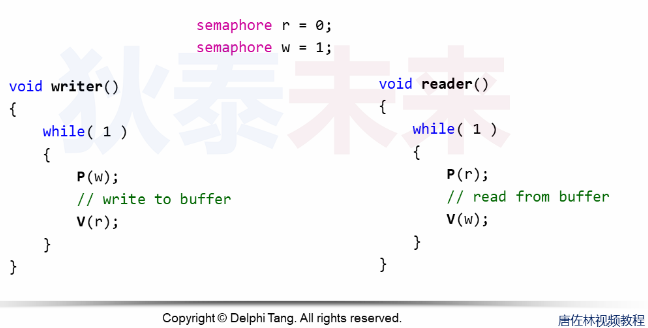 semaphore r = 0;
semaphore w = 1;
狄泰未来
void writer()
{
while( 1 )
{
P(w);
// write to buffer
V(r);
}
}
void reader()
{
while( 1 )
{
P(r);
// read from buffer
V(w);
}
}
Copyright © Delphi Tang. All rights reserved.
唐佐林视频教程